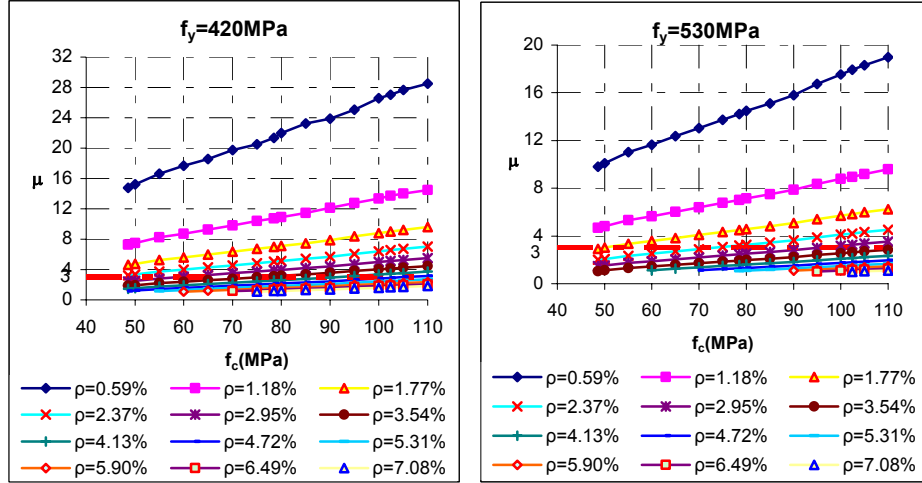 f_y=420MPa
32
28
24
20
16
12
8
4
3
0
μ
40 50 60 70 80 90 100 110
f_c(MPa)
ρ=0.59% ρ=1.18% ρ=1.77%
ρ=2.37% ρ=2.95% ρ=3.54%
ρ=4.13% ρ=4.72% ρ=5.31%
ρ=5.90% ρ=6.49% ρ=7.08%
f_y=530MPa
20
16
12
8
4
3
0
μ
40 50 60 70 80 90 100 110
f_c(MPa)
ρ=0.59% ρ=1.18% ρ=1.77%
ρ=2.37% ρ=2.95% ρ=3.54%
ρ=4.13% ρ=4.72% ρ=5.31%
ρ=5.90% ρ=6.49% ρ=7.08%